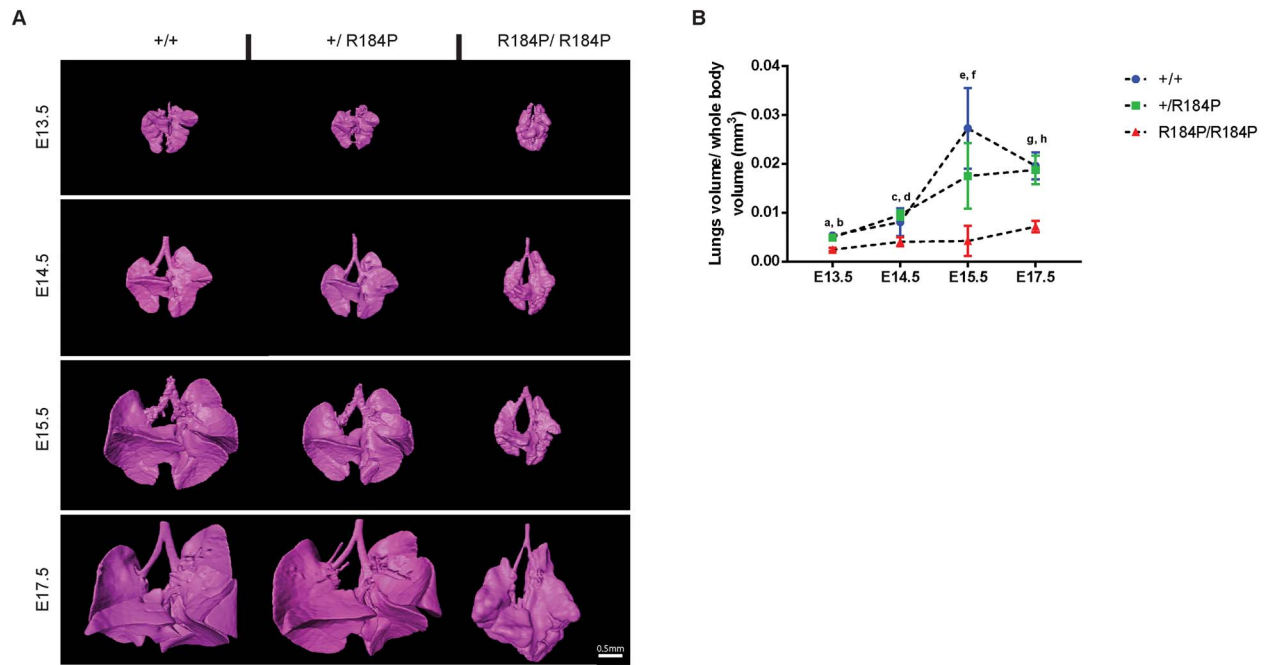 A
+/+
+/ R184P
R184P/ R184P
E13.5
E14.5
E15.5
E17.5
0.5mm
B
Lungs volume/ whole body
volume (mm³)
0.04
0.03
0.02
0.01
0.00
a, b
c, d
e, f
g, h
E13.5 E14.5 E15.5 E17.5
+/+
+/R184P
R184P/R184P